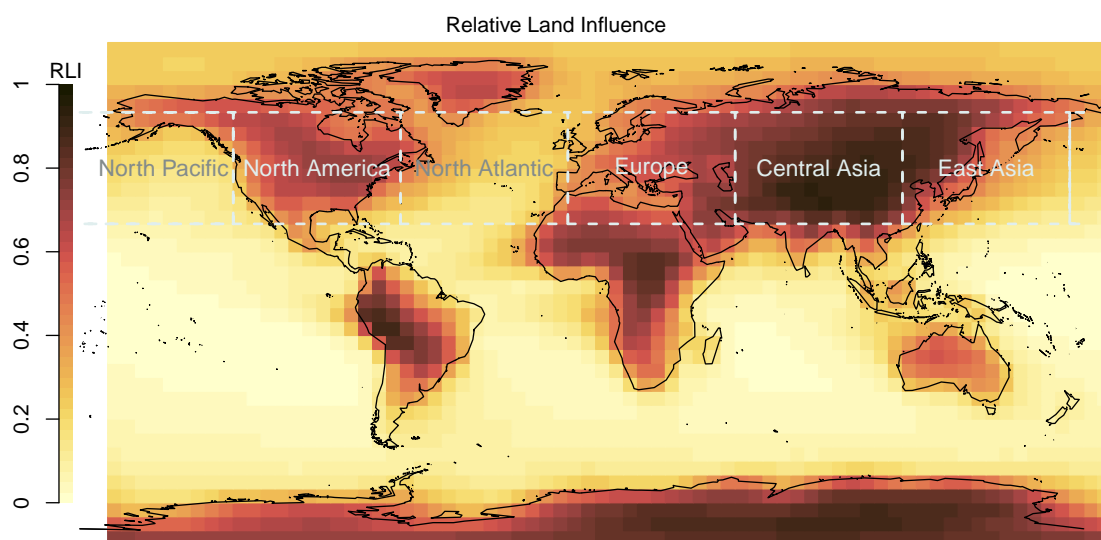 Relative Land Influence
RLI
1
0.8
0.6
0.4
0.2
0
North Pacific
North America
North Atlantic
Europe
Central Asia
East Asia